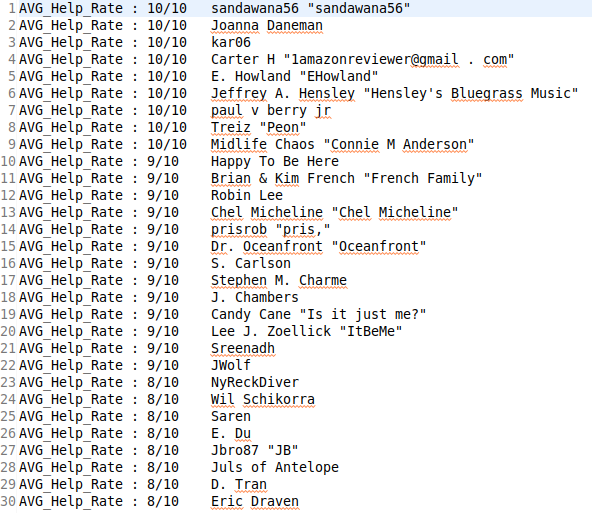 1 AVG_Help_Rate : 10/10 sandawana56 "sandawana56"
2 AVG_Help_Rate : 10/10 Joanna Daneman
3 AVG_Help_Rate : 10/10 kar06
4 AVG_Help_Rate : 10/10 Carter H "1amazonreviewer@gmail . com"
5 AVG_Help_Rate : 10/10 E. Howland "EHowland"
6 AVG_Help_Rate : 10/10 Jeffrey A. Hensley "Hensley's Bluegrass Music"
7 AVG_Help_Rate : 10/10 paul v berry jr
8 AVG_Help_Rate : 10/10 Treiz "Peon"
9 AVG_Help_Rate : 10/10 Midlife Chaos "Connie M Anderson"
10 AVG_Help_Rate : 9/10 Happy To Be Here
11 AVG_Help_Rate : 9/10 Brian & Kim French "French Family"
12 AVG_Help_Rate : 9/10 Robin Lee
13 AVG_Help_Rate : 9/10 Chel Micheline "Chel Micheline"
14 AVG_Help_Rate : 9/10 prisrob "pris,"
15 AVG_Help_Rate : 9/10 Dr. Oceanfront "Oceanfront"
16 AVG_Help_Rate : 9/10 S. Carlson
17 AVG_Help_Rate : 9/10 Stephen M. Charme
18 AVG_Help_Rate : 9/10 J. Chambers
19 AVG_Help_Rate : 9/10 Candy Cane "Is it just me?"
20 AVG_Help_Rate : 9/10 Lee J. Zoellick "ItBeMe"
21 AVG_Help_Rate : 9/10 Sreenadh
22 AVG_Help_Rate : 9/10 JWolf
23 AVG_Help_Rate : 8/10 NyReckDiver
24 AVG_Help_Rate : 8/10 Wil Schikorra
25 AVG_Help_Rate : 8/10 Saren
26 AVG_Help_Rate : 8/10 E. Du
27 AVG_Help_Rate : 8/10 Jbro87 "JB"
28 AVG_Help_Rate : 8/10 Juls of Antelope
29 AVG_Help_Rate : 8/10 D. Tran
30 AVG_Help_Rate : 8/10 Eric Draven